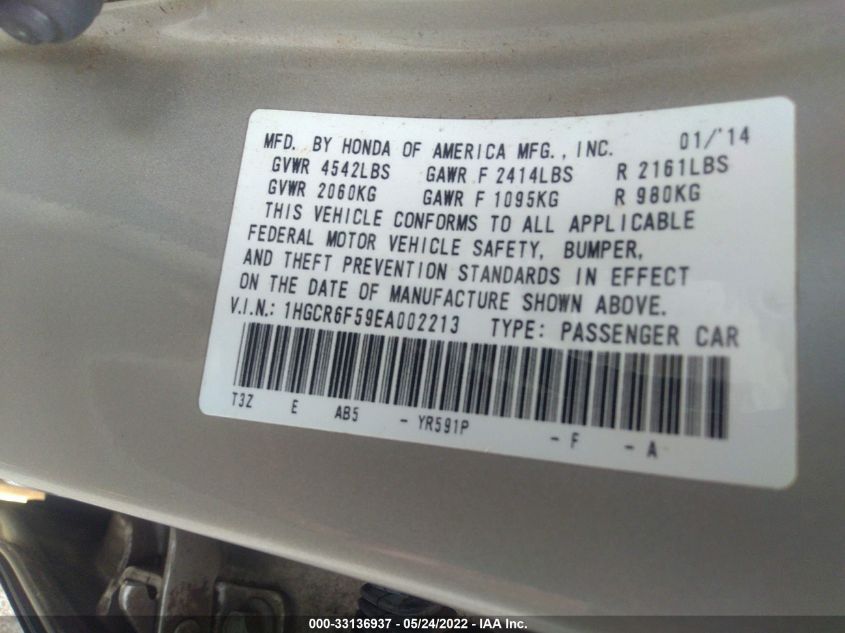 MFD. BY HONDA OF AMERICA MFG., INC. 01/'14
GVWR 4542LBS GAWR F 2414LBS R 2161LBS
GVWR 2060KG GAWR F 1095KG R 980KG
THIS VEHICLE CONFORMS TO ALL APPLICABLE
FEDERAL MOTOR VEHICLE SAFETY, BUMPER,
AND THEFT PREVENTION STANDARDS IN EFFECT
ON THE DATE OF MANUFACTURE SHOWN ABOVE.
V.I.N.: 1HGCR6F59EA002213 TYPE: PASSENGER CAR
T3Z E AB5 - YR591P - F - A
000-33136937 - 05/24/2022 - IAA Inc.